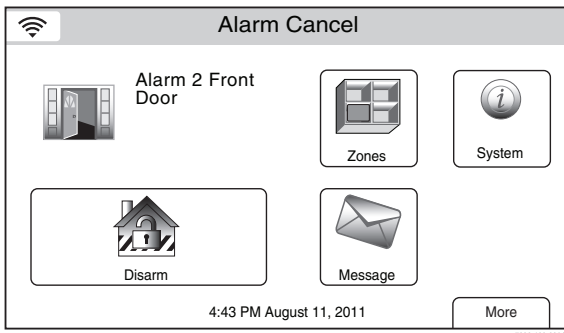 Alarm Cancel
Alarm 2 Front
Door
Zones
System
Disarm
Message
4:43 PM August 11, 2011
More